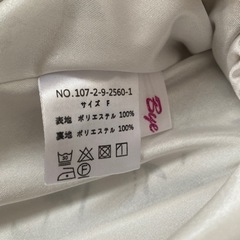 NO.107-2-9-2560-1
サイズ F
表地 ポリエステル 100%
裏地 ポリエステル 100%
Bye